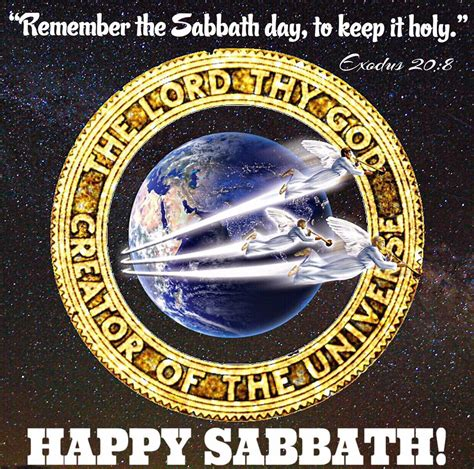 “Remember the Sabbath day, to keep it holy.”
Exodus 20:8
THE LORD THY GOD
CREATOR OF THE UNIVERSE
HAPPY SABBATH!